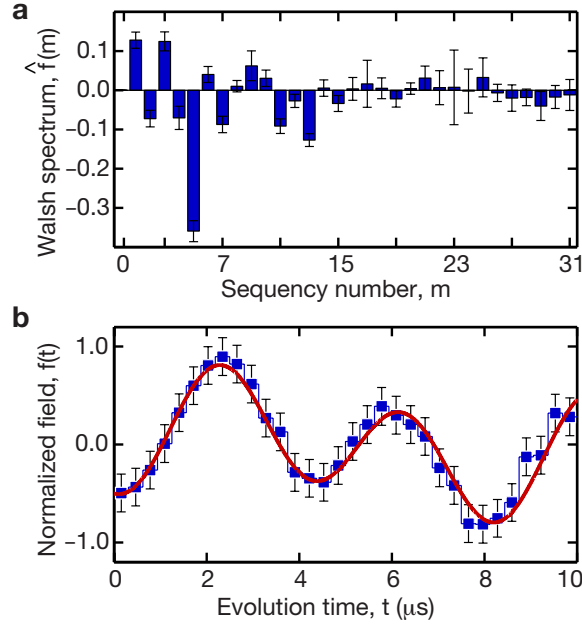 a
Walsh spectrum, f̂(m)
0.1
0.0
−0.1
−0.2
−0.3
0 7 15 23 31
Sequency number, m
b
Normalized field, f(t)
1.0
0.0
−1.0
0 2 4 6 8 10
Evolution time, t (μs)